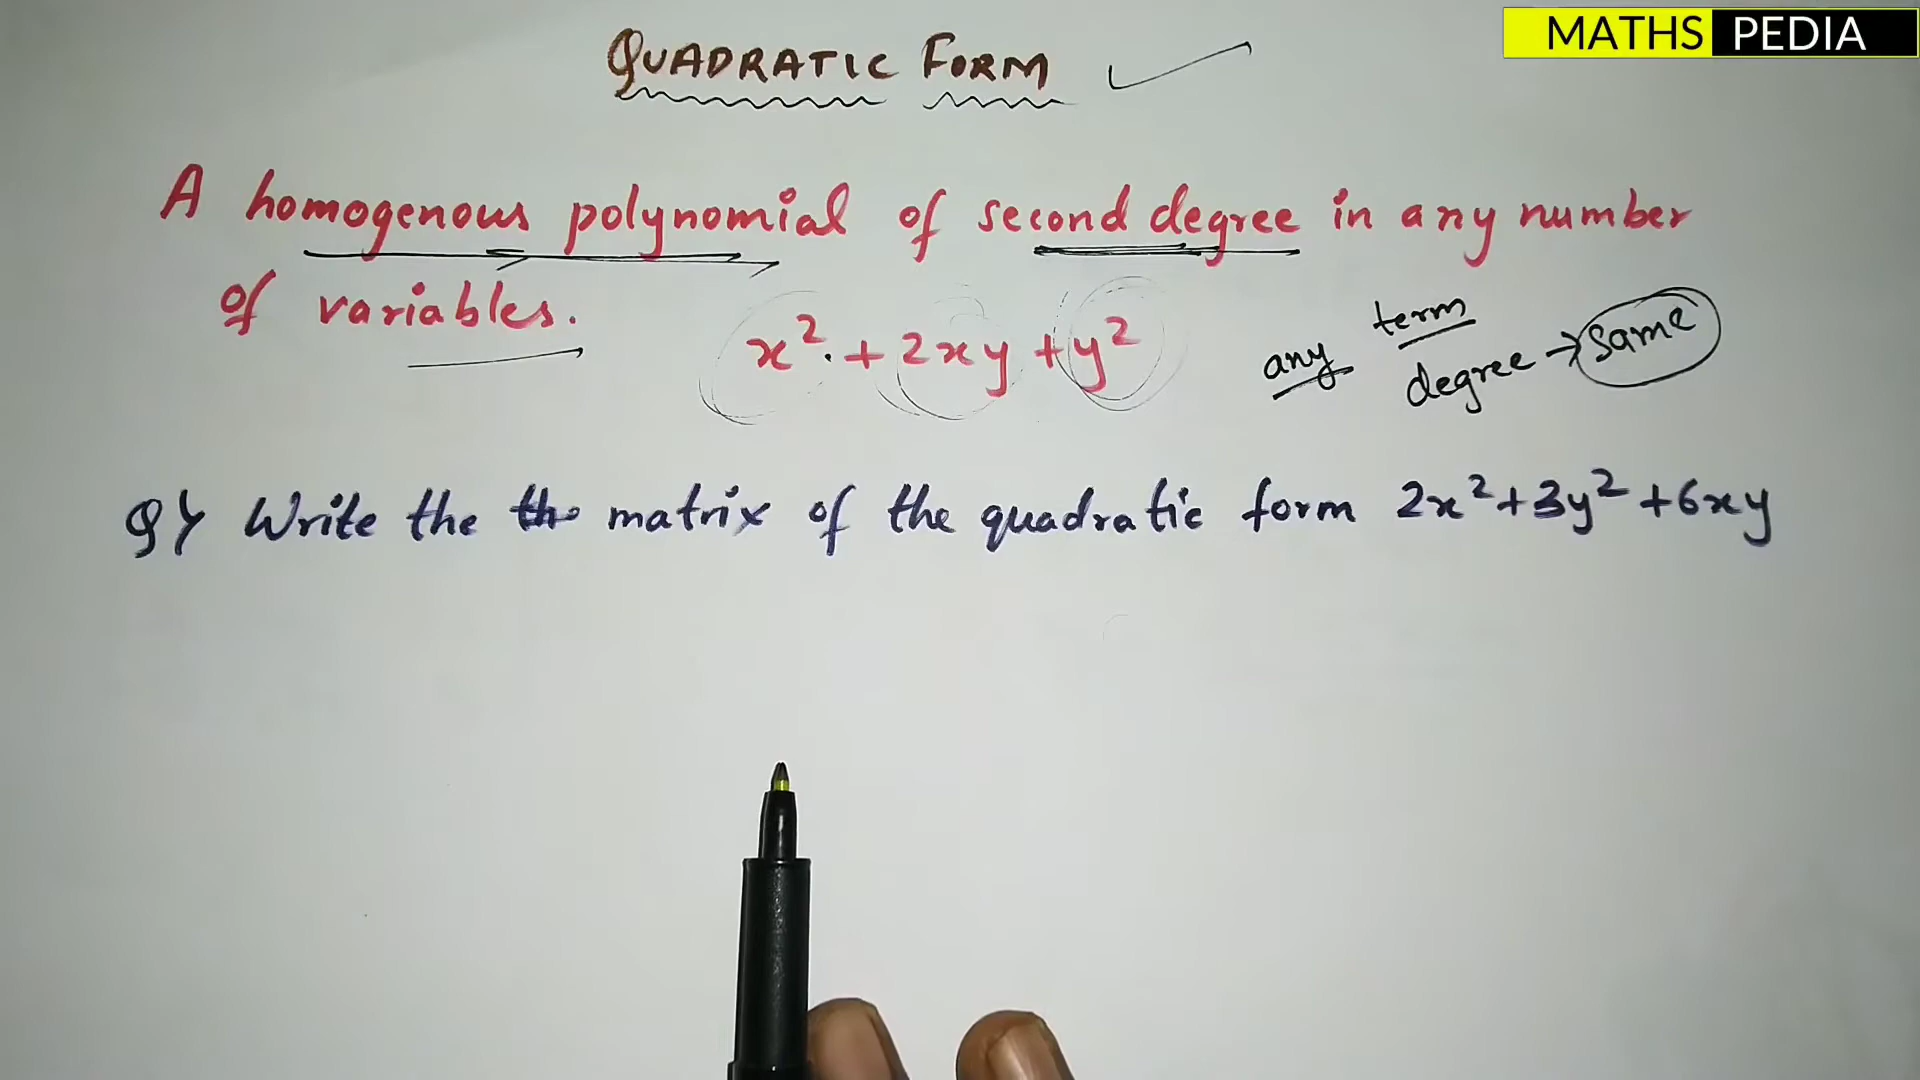 MATHS PEDIA
QUADRATIC FORM
A homogenous polynomial of second degree in any number
of variables.
x² + 2xy + y²
any term
degree → same
Q) Write the matrix of the quadratic form 2x²+3y²+6xy